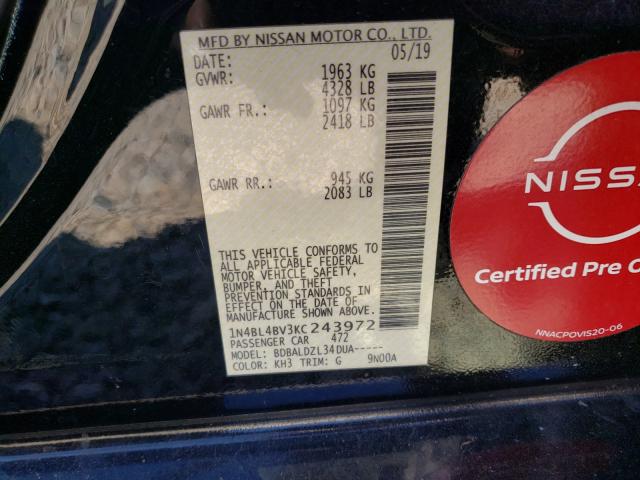 MFD BY NISSAN MOTOR CO., LTD.
DATE: 05/19
GVWR: 1963 KG
4328 LB
GAWR FR.: 1097 KG
2418 LB
GAWR RR.: 945 KG
2083 LB
THIS VEHICLE CONFORMS TO
ALL APPLICABLE FEDERAL
MOTOR VEHICLE SAFETY,
BUMPER, AND THEFT
PREVENTION STANDARDS IN
EFFECT ON THE DATE OF
MANUFACTURE SHOWN ABOVE.
1N4BL4BV3KC243972
PASSENGER CAR 472
MODEL: BDBALDZL34DUA-----
COLOR: KH3 TRIM: G 9N00A
NISSA
Certified Pre O
NNACPOVIS20-06